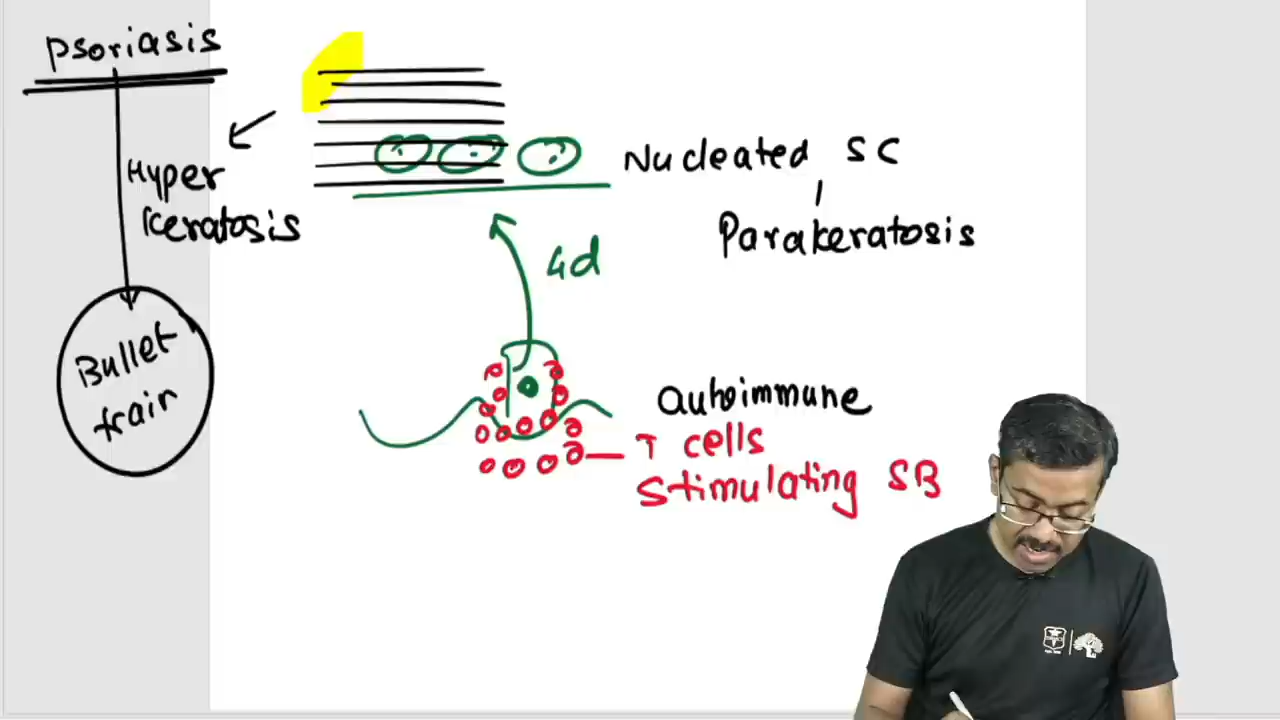 Psoriasis
Hyper
Keratosis
Bullet
train
Nucleated SC
Parakeratosis
4d
autoimmune
T cells
Stimulating SB